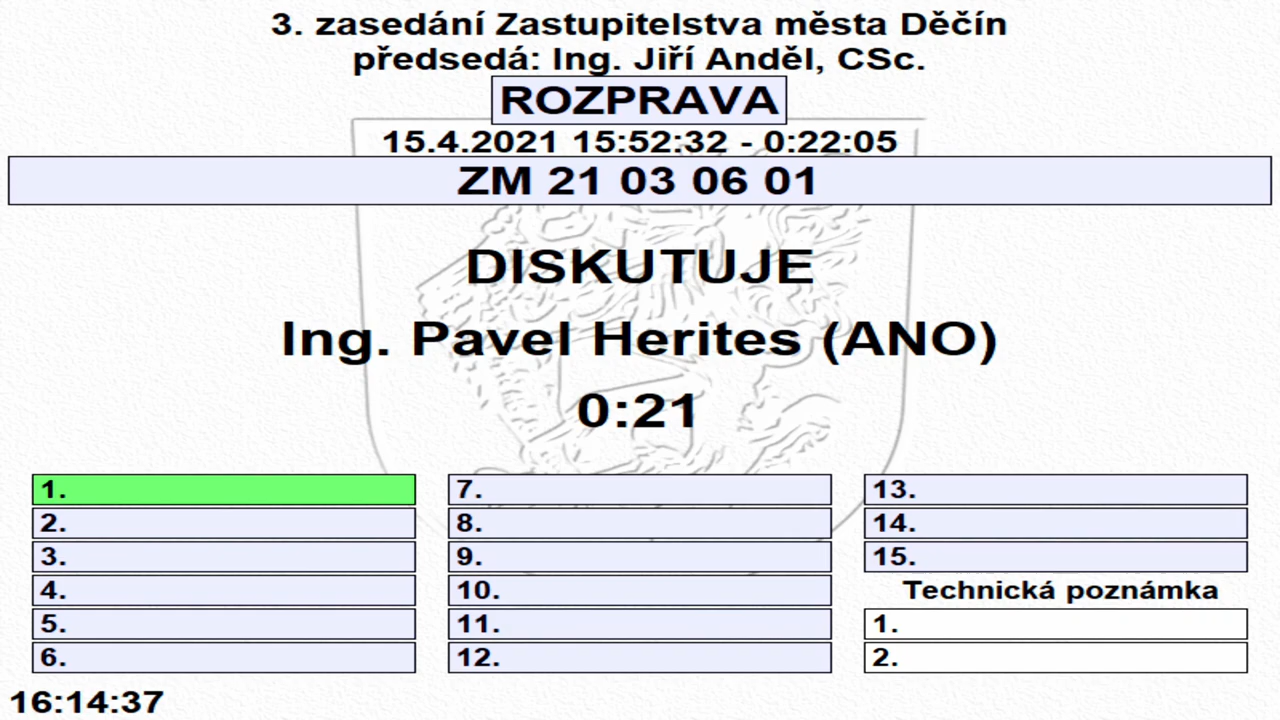 3. zasedání Zastupitelstva města Děčín
předsedá: Ing. Jiří Anděl, CSc.
ROZPRAVA
15.4.2021 15:52:32 - 0:22:05
ZM 21 03 06 01
DISKUTUJE
Ing. Pavel Herites (ANO)
0:21
1.
2.
3.
4.
5.
6.
7.
8.
9.
10.
11.
12.
13.
14.
15.
Technická poznámka
1.
2.
16:14:37